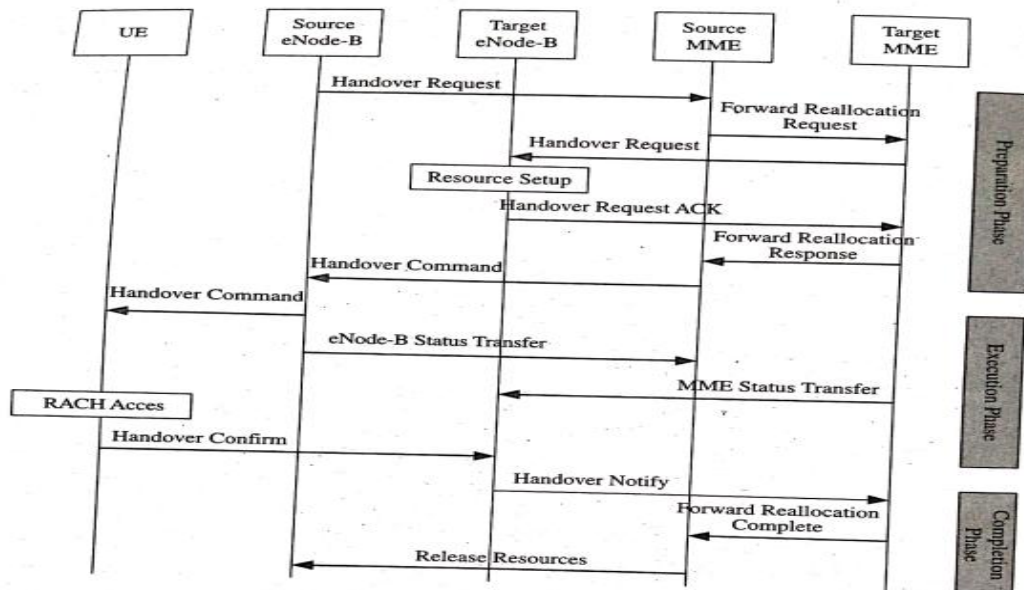 UE
Source
eNode-B
Target
eNode-B
Source
MME
Target
MME
Handover Request
Forward Reallocation
Request
Handover Request
Resource Setup
Handover Request ACK
Forward Reallocation
Response
Handover Command
Handover Command
Preparation Phase
eNode-B Status Transfer
MME Status Transfer
RACH Acces
Handover Confirm
Execution Phase
Handover Notify
Forward Reallocation
Complete
Release Resources
Completion
Phase